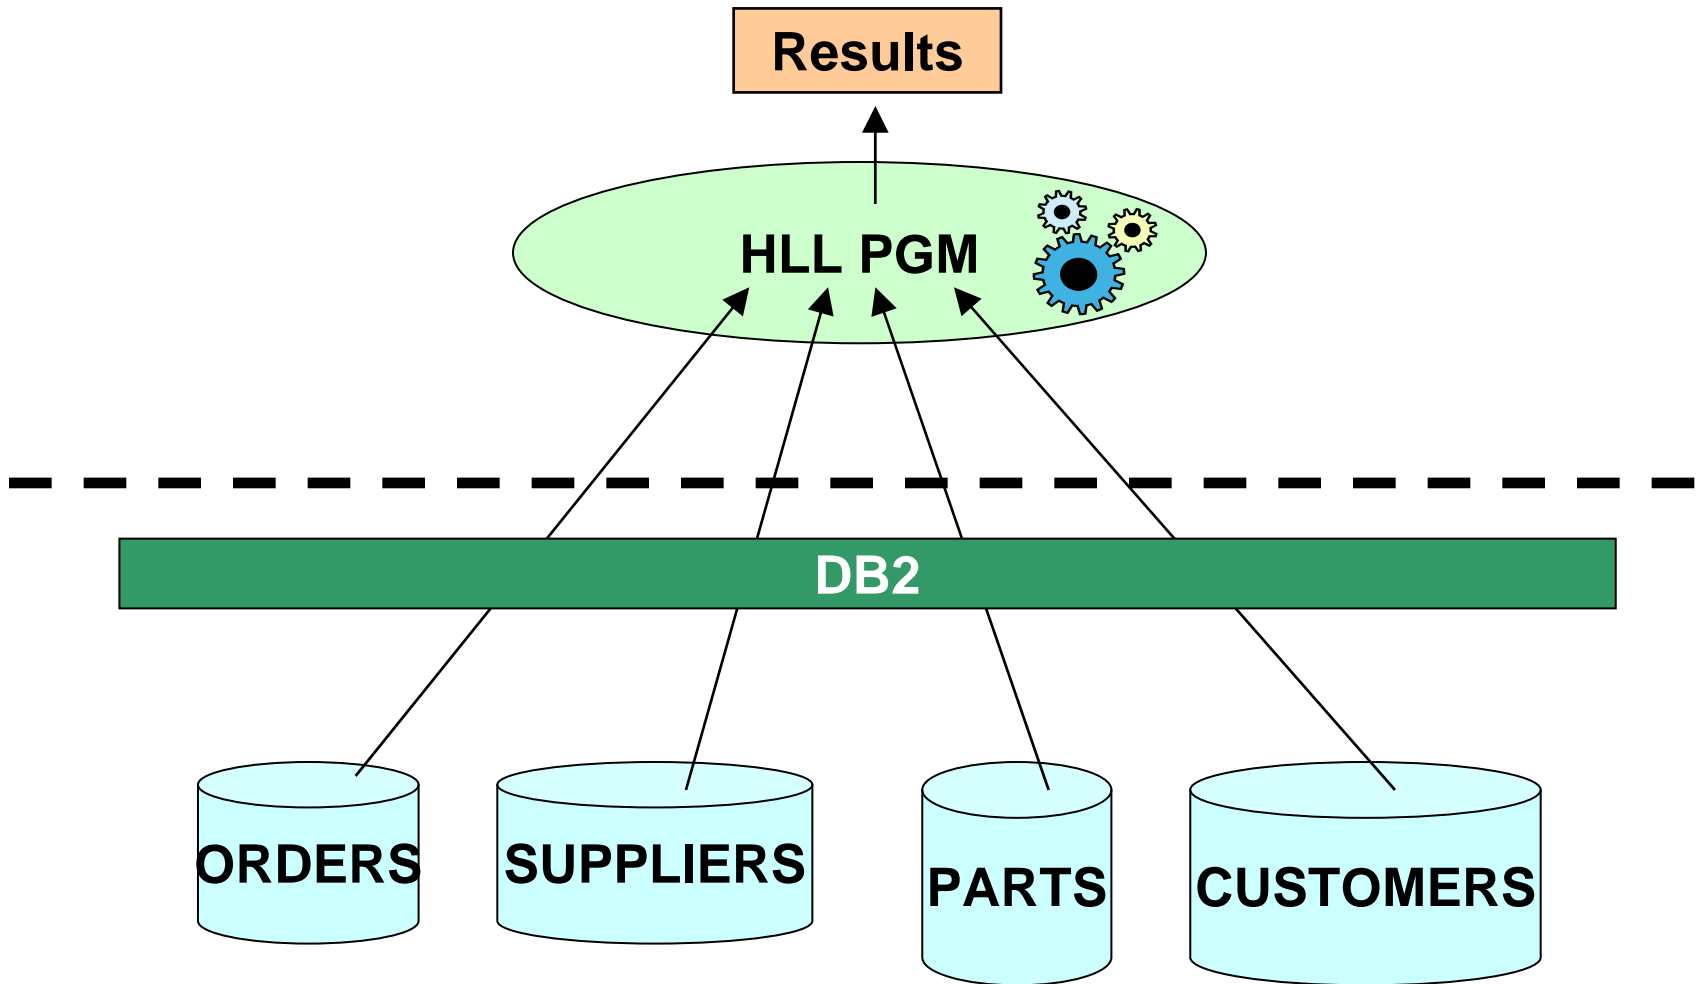 Results
HLL PGM
DB2
ORDERS
SUPPLIERS
PARTS
CUSTOMERS